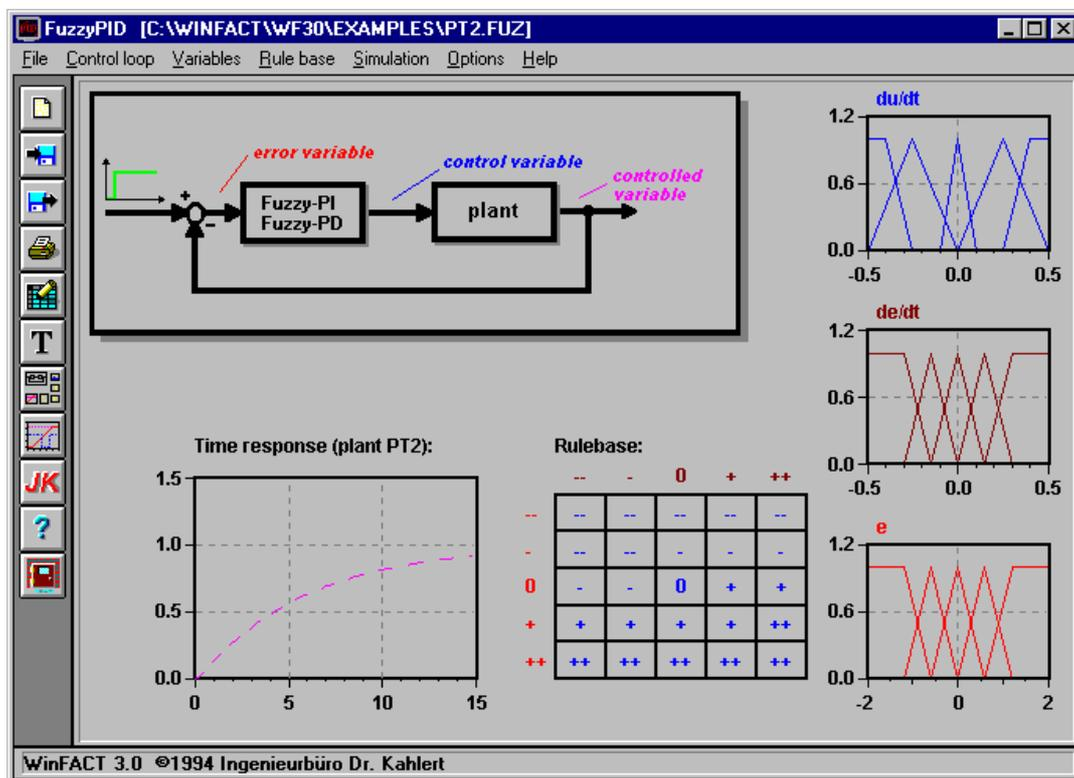 FuzzyPID [C:\WINFACT\WF30\EXAMPLES\PT2.FUZ]
File Control loop Variables Rule base Simulation Options Help
error variable
control variable
controlled
variable
+
-
Fuzzy-PI
Fuzzy-PD
plant
du/dt
1.2
0.6
0.0
-0.5 0.0 0.5
de/dt
1.2
0.6
0.0
-0.5 0.0 0.5
e
1.2
0.6
0.0
-2 0 2
T
JK
?
Time response (plant PT2):
1.5
1.0
0.5
0.0
0 5 10 15
Rulebase:
-- - 0 + ++
-- -- -- -- -- --
- -- -- - - -
0 - - 0 + +
+ + + + + ++
++ ++ ++ ++ ++ ++
WinFACT 3.0 ©1994 Ingenieurbüro Dr. Kahlert